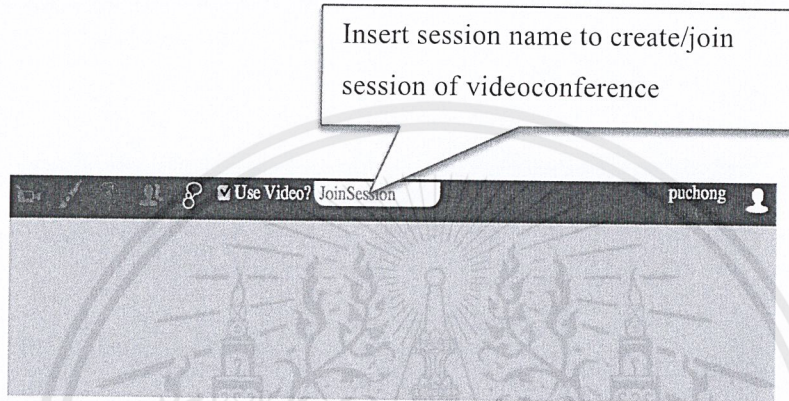 Insert session name to create/join
session of videoconference
Use Video? JoinSession puchong